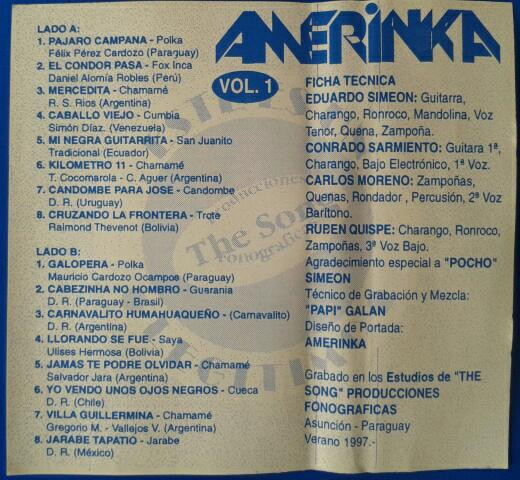 LADO A:
1. PAJARO CAMPANA - Polka
Félix Pérez Cardozo (Paraguay)
2. EL CONDOR PASA - Fox Inca
Daniel Alomía Robles (Perú)
3. MERCEDITA - Chamamé
R. S. Rios (Argentina)
4. CABALLO VIEJO - Cumbia
Simón Díaz. (Venezuela)
5. MI NEGRA GUITARRITA - San Juanito
Tradicional (Ecuador)
6. KILOMETRO 11 - Chamamé
T. Cocomarola - C. Aguer (Argentina)
7. CANDOMBE PARA JOSE - Candombe
D. R. (Uruguay)
8. CRUZANDO LA FRONTERA - Trote
Raimond Thevenot (Bolivia)
LADO B:
1. GALOPERA - Polka
Mauricio Cardozo Ocampos (Paraguay)
2. CABEZINHA NO HOMBRO - Guarania
D. R. (Paraguay - Brasil)
3. CARNAVALITO HUMAHUAQUEÑO - (Carnavalito)
D. R. (Argentina)
4. LLORANDO SE FUE - Saya
Ulises Hermosa (Bolivia)
5. JAMAS TE PODRE OLVIDAR - Chamamé
Salvador Jara (Argentina)
6. YO VENDO UNOS OJOS NEGROS - Cueca
D. R. (Chile)
7. VILLA GUILLERMINA - Chamamé
Gregorio M. - Vallejos V. (Argentina)
8. JARABE TAPATIO - Jarabe
D. R. (México)
AMERINKA
VOL. 1
FICHA TECNICA
EDUARDO SIMEON: Guitarra,
Charango, Ronroco, Mandolina, Voz
Tenor, Quena, Zampoña.
CONRADO SARMIENTO: Guitara 1ª,
Charango, Bajo Electrónico, 1ª Voz.
CARLOS MORENO: Zampoñas,
Quenas, Rondador, Percusión, 2ª Voz
Barítono.
RUBEN QUISPE: Charango, Ronroco,
Zampoñas, 3ª Voz Bajo.
Agradecimiento especial a "POCHO"
SIMEON
Técnico de Grabación y Mezcla:
"PAPI" GALAN
Diseño de Portada:
AMERINKA
Grabado en los Estudios de "THE
SONG" PRODUCCIONES
FONOGRAFICAS
Asunción - Paraguay
Verano 1997.-
Producciones
The Song
Fonográficas